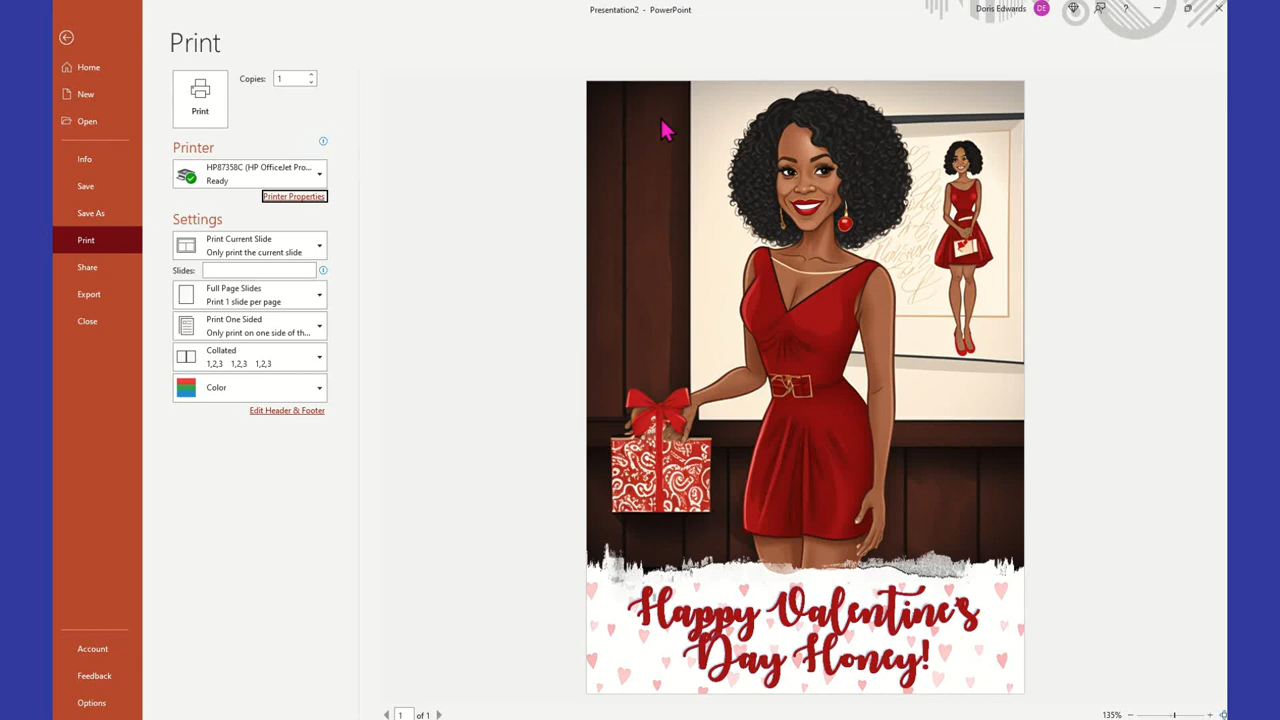 Presentation2 - PowerPoint
Doris Edwards
DE
?
Home
New
Open
Info
Save
Save As
Print
Share
Export
Close
Account
Feedback
Options
Print
Print
Copies: 1
Printer
HP87358C (HP OfficeJet Pro...
Ready
Printer Properties
Settings
Print Current Slide
Only print the current slide
Slides:
Full Page Slides
Print 1 slide per page
Print One Sided
Only print on one side of th...
Collated
1,2,3 1,2,3 1,2,3
Color
Edit Header & Footer
Happy Valentine's
Day Honey!
1 of 1
135%